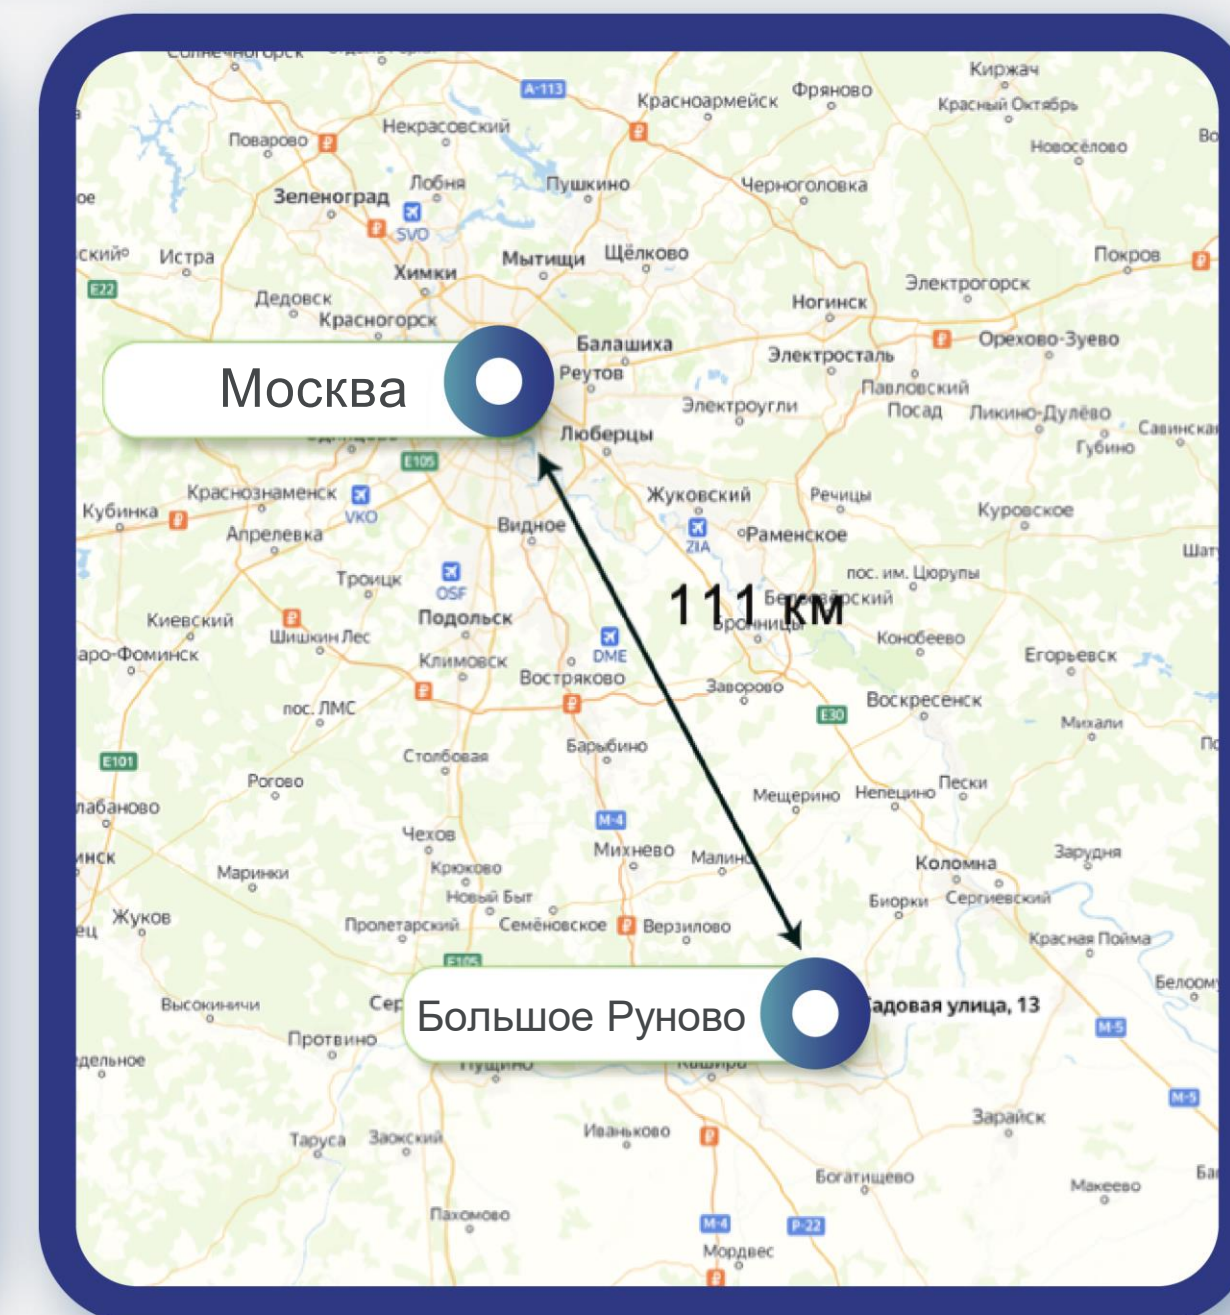 Солнечногорск
Киржач
А-113
Фряново
Красноармейск
Красный Октябрь
Некрасовский
Поварово
Новосёлово
Лобня
Пушкино
Черноголовка
Зеленоград
SVO
Истра
Мытищи
Щёлково
Покров
Химки
E22
Электрогорск
Дедовск
Ногинск
Красногорск
Балашиха
Орехово-Зуево
Электросталь
Москва
Реутов
Павловский
Посад
Электроугли
Ликино-Дулёво
Люберцы
Губино
E105
Краснознаменск
VKO
Жуковский
Речицы
Кубинка
Куровское
Апрелевка
Видное
ZIA
Раменское
Троицк
OSF
пос. им. Цюрупы
111 км
Белоозёрский
Киевский
Подольск
Бронницы
Шишкин Лес
Конобеево
DME
Климовск
Егорьевск
Востряково
Заворово
Воскресенск
пос. ЛМС
E30
Михали
Барыбино
Столбовая
E101
Рогово
Мещерино
Непецино
Пески
М-4
Чехов
Михнево
Малино
Зарудня
Маринки
Крюково
Коломна
Новый Быт
Биорки
Сергиевский
Жуков
Пролетарский
Семёновское
Верзилово
Красная Пойма
E105
Высокиничи
Большое Руново
Садовая улица, 13
М-5
Протвино
Пущино
Кашира
М-5
Таруса
Заокский
Иваньково
Зарайск
Богатищево
Макеево
Пахомово
М-4
Р-22
Мордвес